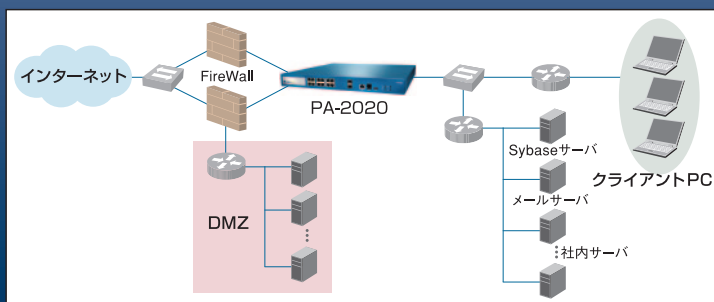 インターネット
FireWall
PA-2020
DMZ
Sybaseサーバ
メールサーバ
社内サーバ
クライアントPC